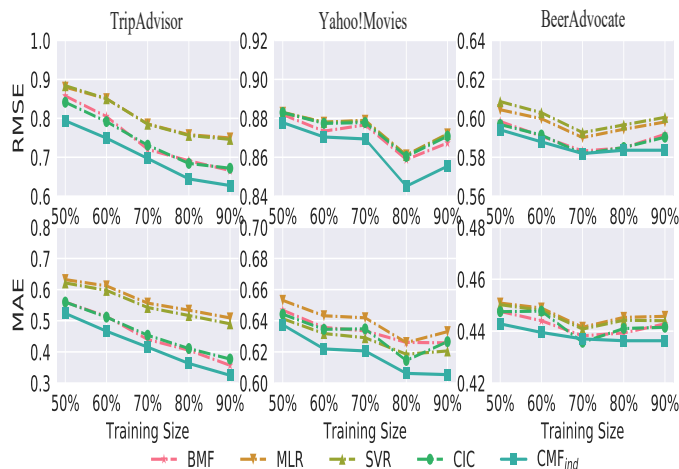 TripAdvisor Yahoo!Movies BeerAdvocate
RMSE
1.0
0.9
0.8
0.7
0.6
50% 60% 70% 80% 90%
0.92
0.90
0.88
0.86
0.84
50% 60% 70% 80% 90%
0.64
0.62
0.60
0.58
0.56
50% 60% 70% 80% 90%
MAE
0.8
0.7
0.6
0.5
0.4
0.3
50% 60% 70% 80% 90%
0.70
0.68
0.66
0.64
0.62
0.60
50% 60% 70% 80% 90%
0.48
0.46
0.44
0.42
50% 60% 70% 80% 90%
Training Size Training Size Training Size
BMF MLR SVR CIC CMF_ind